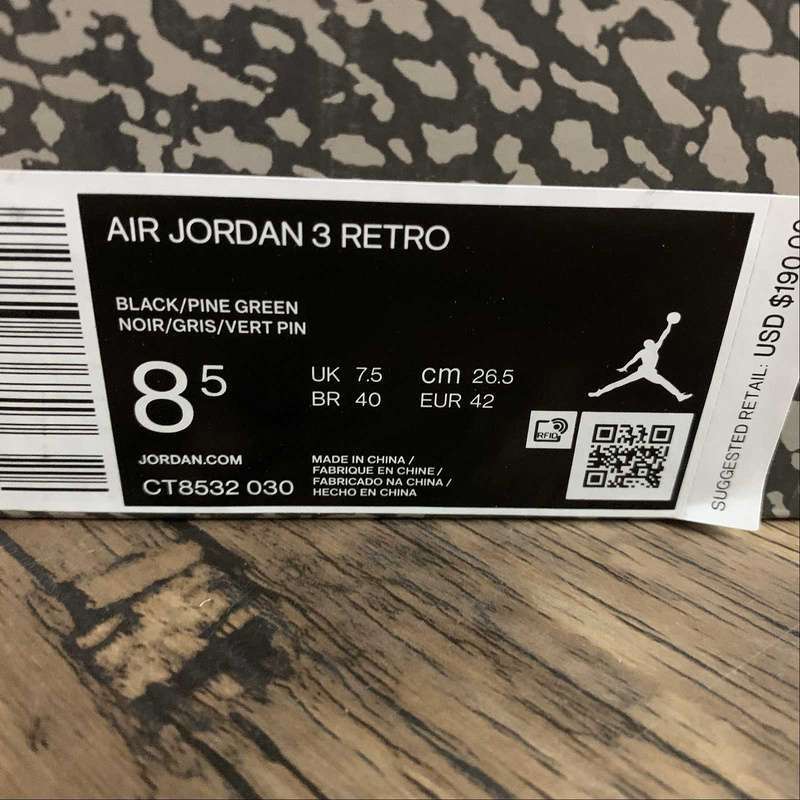 AIR JORDAN 3 RETRO
BLACK/PINE GREEN
NOIR/GRIS/VERT PIN
8 5
UK 7.5 cm 26.5
BR 40 EUR 42
RFID
JORDAN.COM
CT8532 030
MADE IN CHINA /
FABRIQUE EN CHINE /
FABRICADO NA CHINA /
HECHO EN CHINA
SUGGESTED RETAIL: USD $190.00